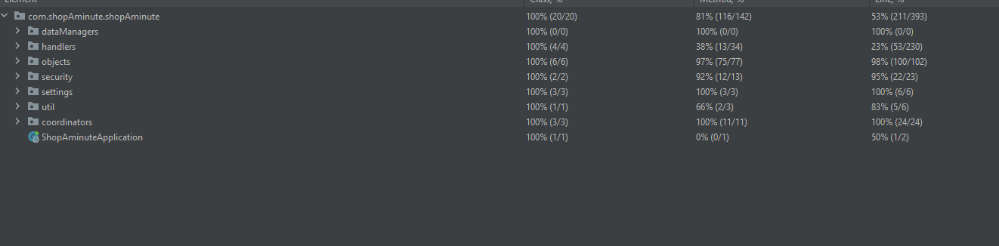 Element Class, % Method, % Line, %
com.shopAminute.shopAminute 100% (20/20) 81% (116/142) 53% (211/393)
dataManagers 100% (0/0) 100% (0/0) 100% (0/0)
handlers 100% (4/4) 38% (13/34) 23% (53/230)
objects 100% (6/6) 97% (75/77) 98% (100/102)
security 100% (2/2) 92% (12/13) 95% (22/23)
settings 100% (3/3) 100% (3/3) 100% (6/6)
util 100% (1/1) 66% (2/3) 83% (5/6)
coordinators 100% (3/3) 100% (11/11) 100% (24/24)
ShopAminuteApplication 100% (1/1) 0% (0/1) 50% (1/2)